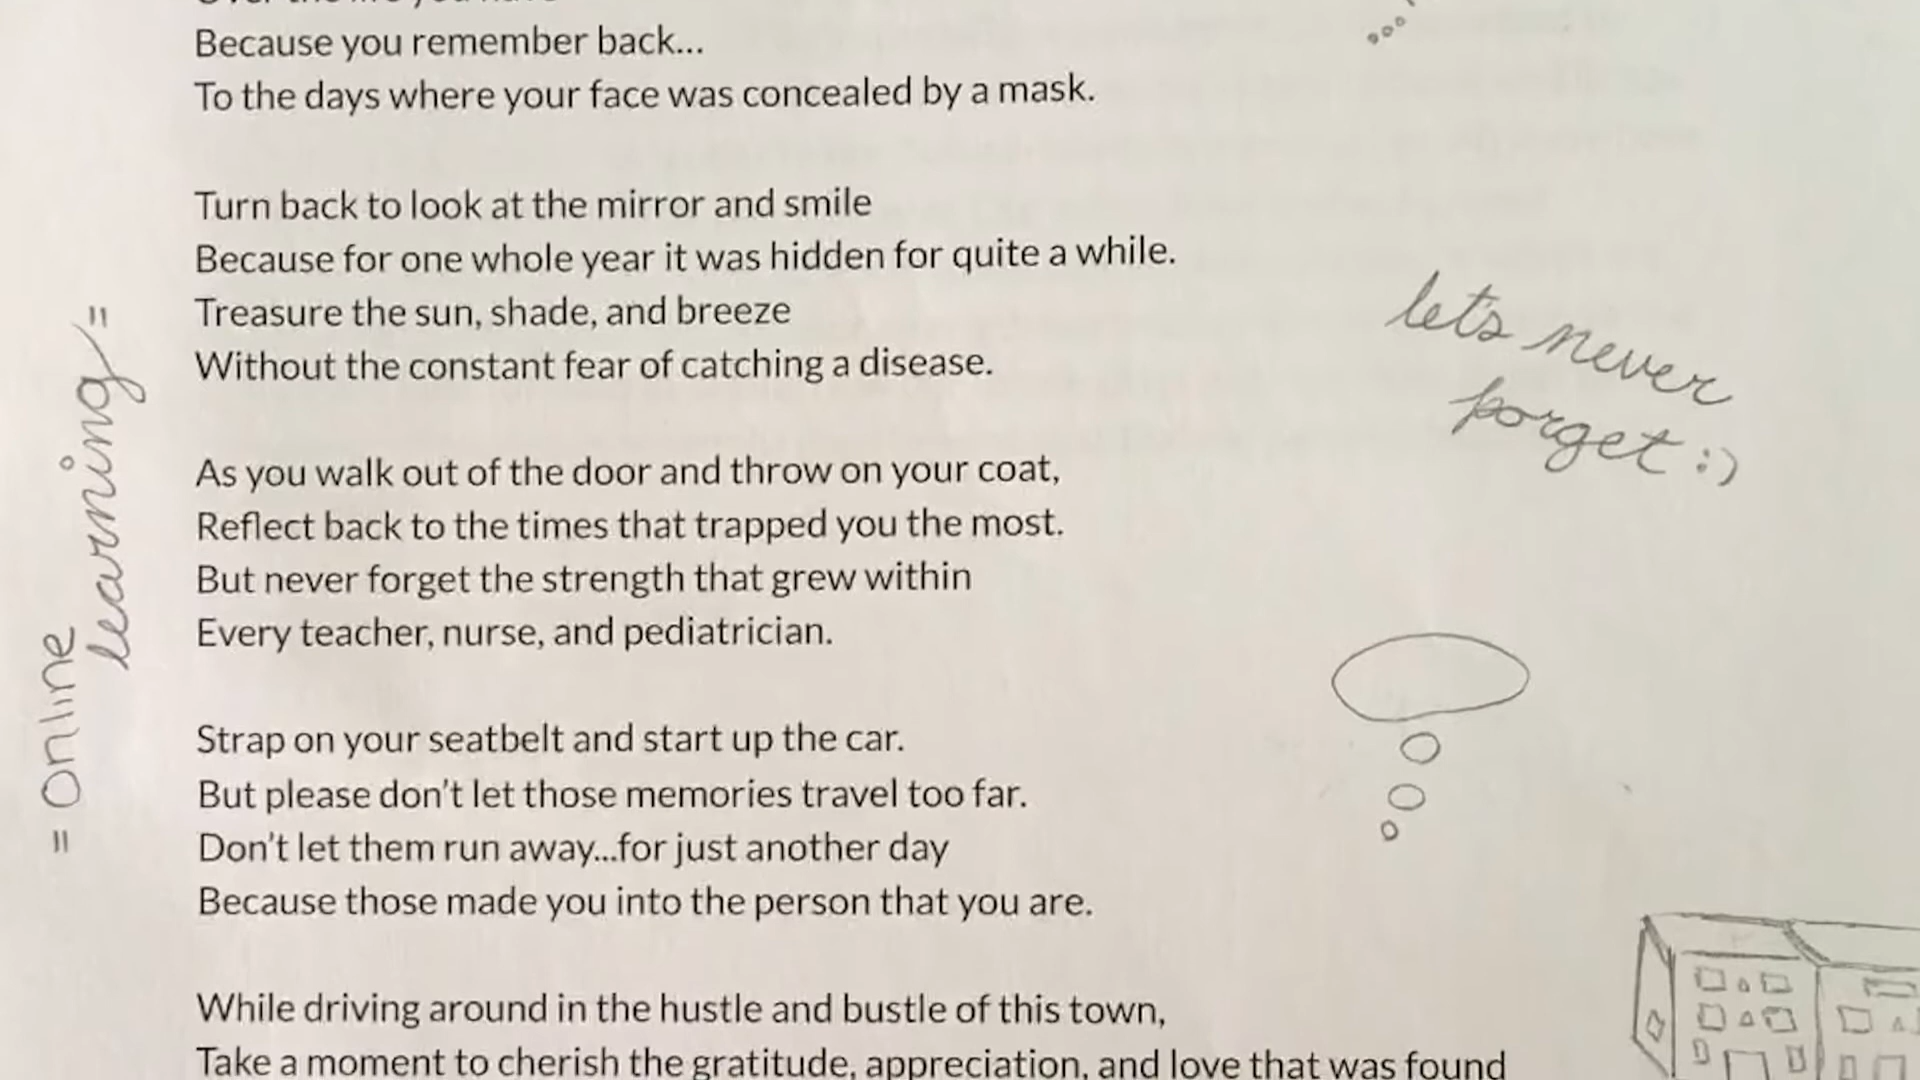 Because you remember back...
To the days where your face was concealed by a mask.
Turn back to look at the mirror and smile
Because for one whole year it was hidden for quite a while.
Treasure the sun, shade, and breeze
Without the constant fear of catching a disease.
As you walk out of the door and throw on your coat,
Reflect back to the times that trapped you the most.
But never forget the strength that grew within
Every teacher, nurse, and pediatrician.
Strap on your seatbelt and start up the car.
But please don't let those memories travel too far.
Don't let them run away...for just another day
Because those made you into the person that you are.
While driving around in the hustle and bustle of this town,
Take a moment to cherish the gratitude, appreciation, and love that was found
= Online
learning =
let's never
forget :)